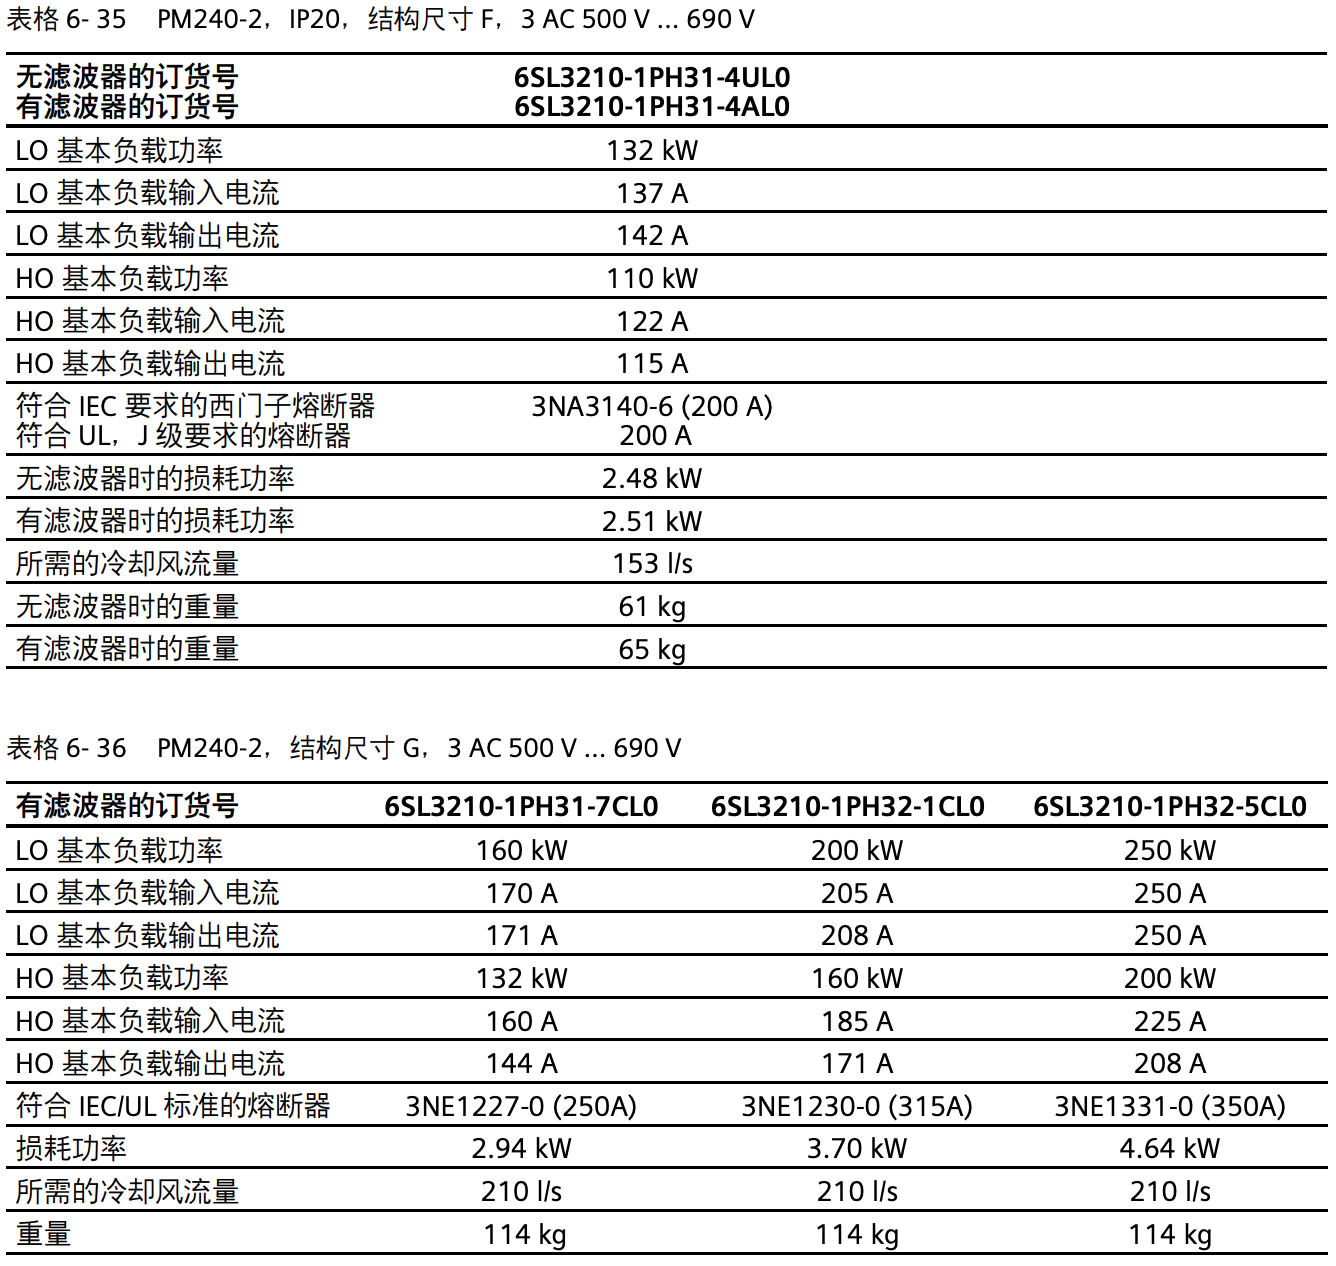 表格 6- 35 PM240-2，IP20，结构尺寸 F，3 AC 500 V ... 690 V
无滤波器的订货号 6SL3210-1PH31-4UL0
有滤波器的订货号 6SL3210-1PH31-4AL0
LO 基本负载功率 132 kW
LO 基本负载输入电流 137 A
LO 基本负载输出电流 142 A
HO 基本负载功率 110 kW
HO 基本负载输入电流 122 A
HO 基本负载输出电流 115 A
符合 IEC 要求的西门子熔断器 3NA3140-6 (200 A)
符合 UL，J 级要求的熔断器 200 A
无滤波器时的损耗功率 2.48 kW
有滤波器时的损耗功率 2.51 kW
所需的冷却风流量 153 l/s
无滤波器时的重量 61 kg
有滤波器时的重量 65 kg
表格 6- 36 PM240-2，结构尺寸 G，3 AC 500 V ... 690 V
有滤波器的订货号 6SL3210-1PH31-7CL0 6SL3210-1PH32-1CL0 6SL3210-1PH32-5CL0
LO 基本负载功率 160 kW 200 kW 250 kW
LO 基本负载输入电流 170 A 205 A 250 A
LO 基本负载输出电流 171 A 208 A 250 A
HO 基本负载功率 132 kW 160 kW 200 kW
HO 基本负载输入电流 160 A 185 A 225 A
HO 基本负载输出电流 144 A 171 A 208 A
符合 IEC/UL 标准的熔断器 3NE1227-0 (250A) 3NE1230-0 (315A) 3NE1331-0 (350A)
损耗功率 2.94 kW 3.70 kW 4.64 kW
所需的冷却风流量 210 l/s 210 l/s 210 l/s
重量 114 kg 114 kg 114 kg